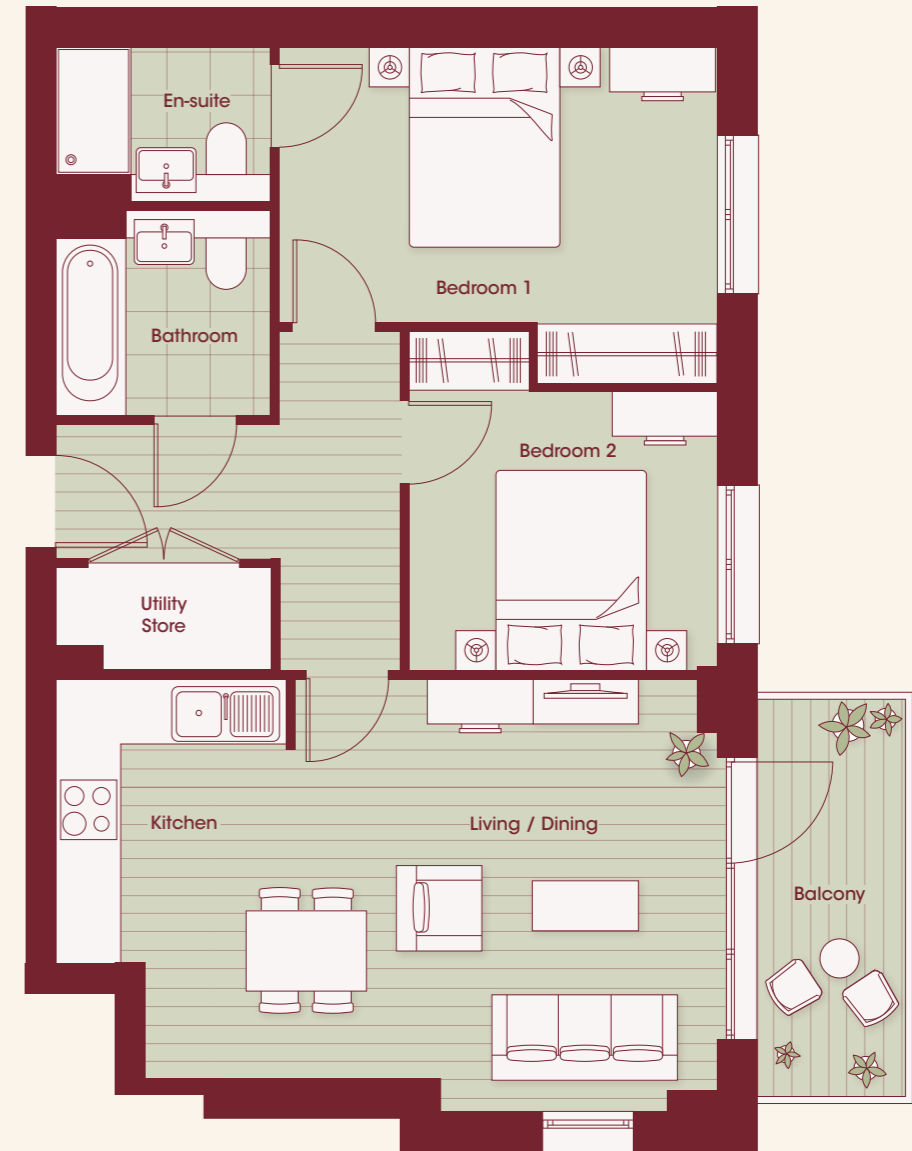 En-suite
Bedroom 1
Bathroom
Bedroom 2
Utility
Store
Kitchen
Living / Dining
Balcony